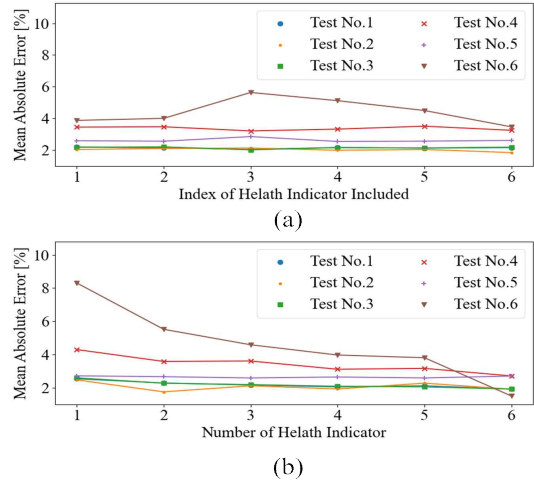 Mean Absolute Error [%]
10
8
6
4
2
Test No.1 Test No.4
Test No.2 Test No.5
Test No.3 Test No.6
1 2 3 4 5 6
Index of Helath Indicator Included
(a)
Mean Absolute Error [%]
10
8
6
4
2
Test No.1 Test No.4
Test No.2 Test No.5
Test No.3 Test No.6
1 2 3 4 5 6
Number of Helath Indicator
(b)